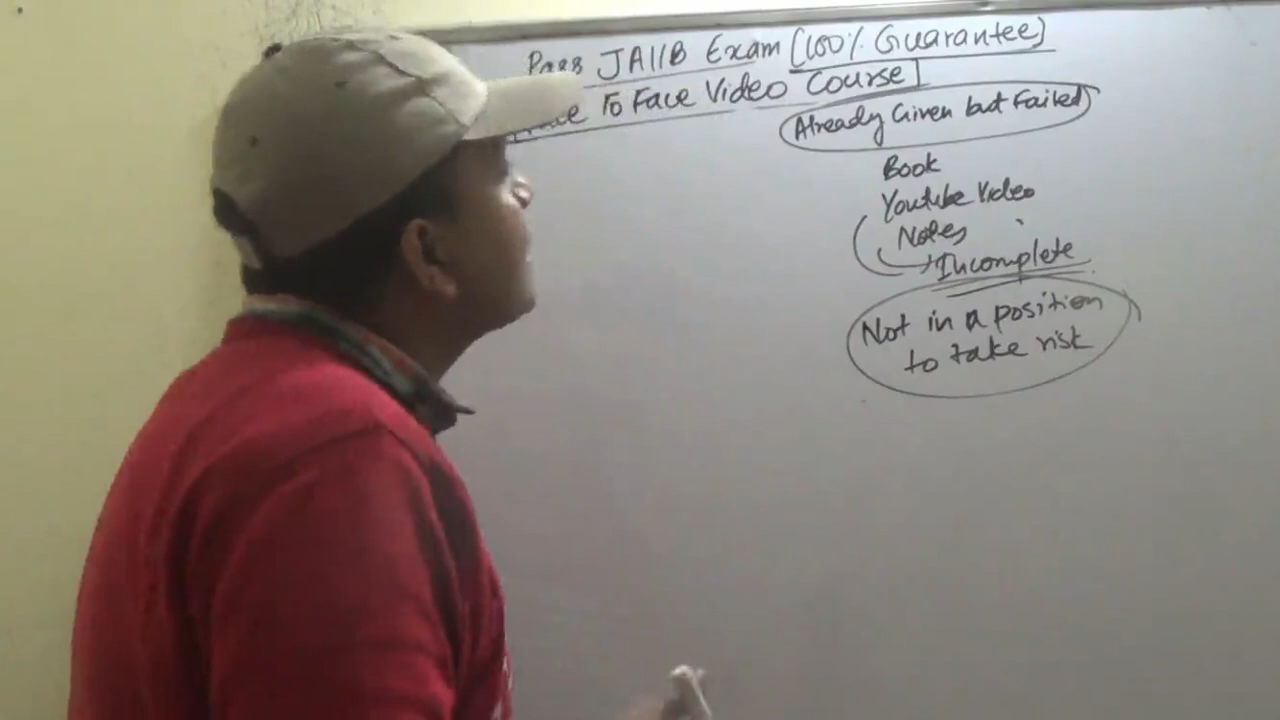 Pass JAIIB Exam [100% Guarantee]
To Face Video Course]
Already Given but Failed
Book
Youtube Video
Notes
Incomplete
Not in a position
to take risk